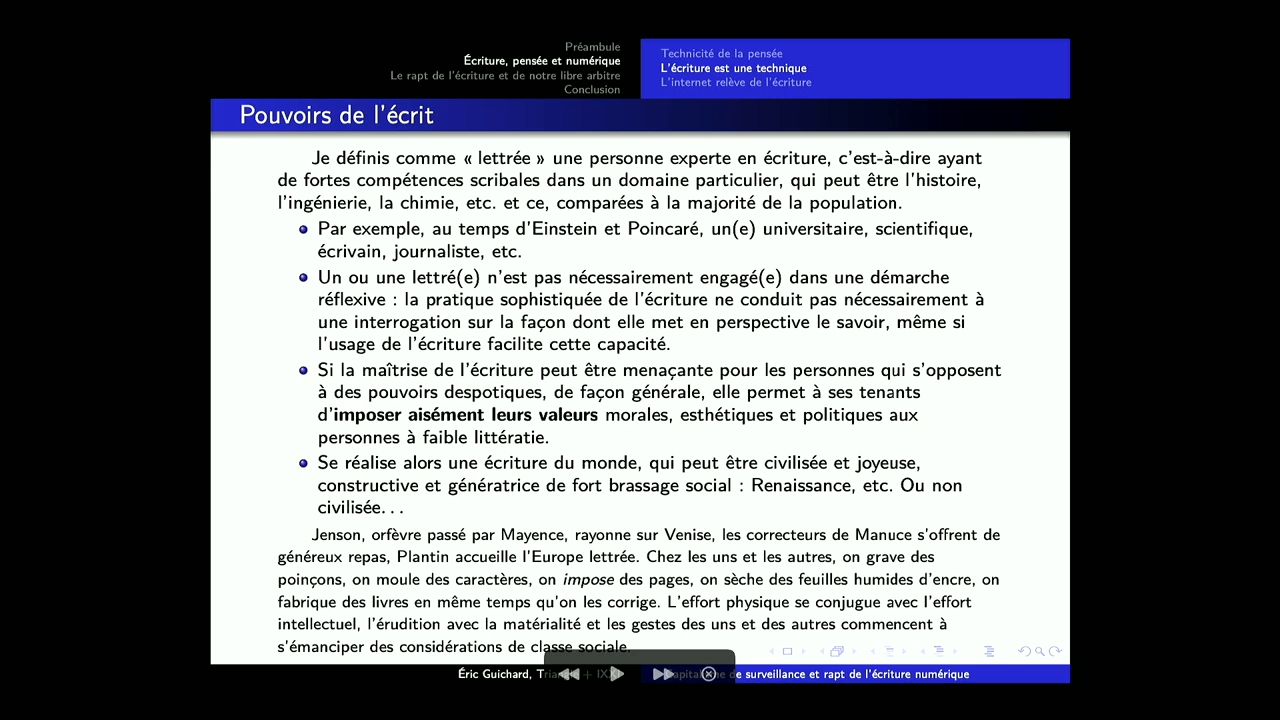 Préambule
Écriture, pensée et numérique
Le rapt de l'écriture et de notre libre arbitre
Conclusion
Technicité de la pensée
L'écriture est une technique
L'internet relève de l'écriture
Pouvoirs de l'écrit
Je définis comme « lettrée » une personne experte en écriture, c'est-à-dire ayant
de fortes compétences scribales dans un domaine particulier, qui peut être l'histoire,
l'ingénierie, la chimie, etc. et ce, comparées à la majorité de la population.
Par exemple, au temps d'Einstein et Poincaré, un(e) universitaire, scientifique,
écrivain, journaliste, etc.
Un ou une lettré(e) n'est pas nécessairement engagé(e) dans une démarche
réflexive : la pratique sophistiquée de l'écriture ne conduit pas nécessairement à
une interrogation sur la façon dont elle met en perspective le savoir, même si
l'usage de l'écriture facilite cette capacité.
Si la maîtrise de l'écriture peut être menaçante pour les personnes qui s'opposent
à des pouvoirs despotiques, de façon générale, elle permet à ses tenants
d'imposer aisément leurs valeurs morales, esthétiques et politiques aux
personnes à faible littératie.
Se réalise alors une écriture du monde, qui peut être civilisée et joyeuse,
constructive et génératrice de fort brassage social : Renaissance, etc. Ou non
civilisée...
Jenson, orfèvre passé par Mayence, rayonne sur Venise, les correcteurs de Manuce s'offrent de
généreux repas, Plantin accueille l'Europe lettrée. Chez les uns et les autres, on grave des
poinçons, on moule des caractères, on impose des pages, on sèche des feuilles humides d'encre, on
fabrique des livres en même temps qu'on les corrige. L'effort physique se conjugue avec l'effort
intellectuel, l'érudition avec la matérialité et les gestes des uns et des autres commencent à
s'émanciper des considérations de classe sociale.
Éric Guichard, + IX
de surveillance et rapt de l'écriture numérique